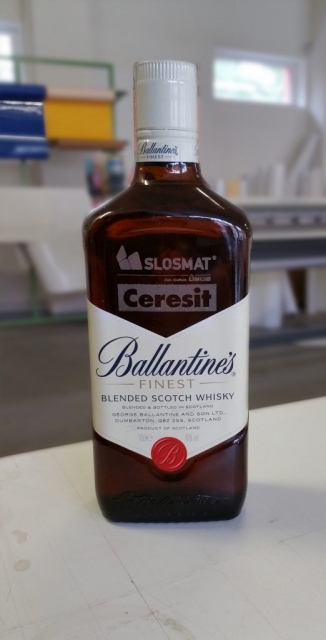 Ballantine's
FINEST
SLOSMAT®
Ceresit
Ballantine's®
FINEST
BLENDED SCOTCH WHISKY
BLENDED & BOTTLED IN SCOTLAND
GEORGE BALLANTINE AND SON LTD.,
DUMBARTON, G82 2SS, SCOTLAND
PRODUCT OF SCOTLAND
B